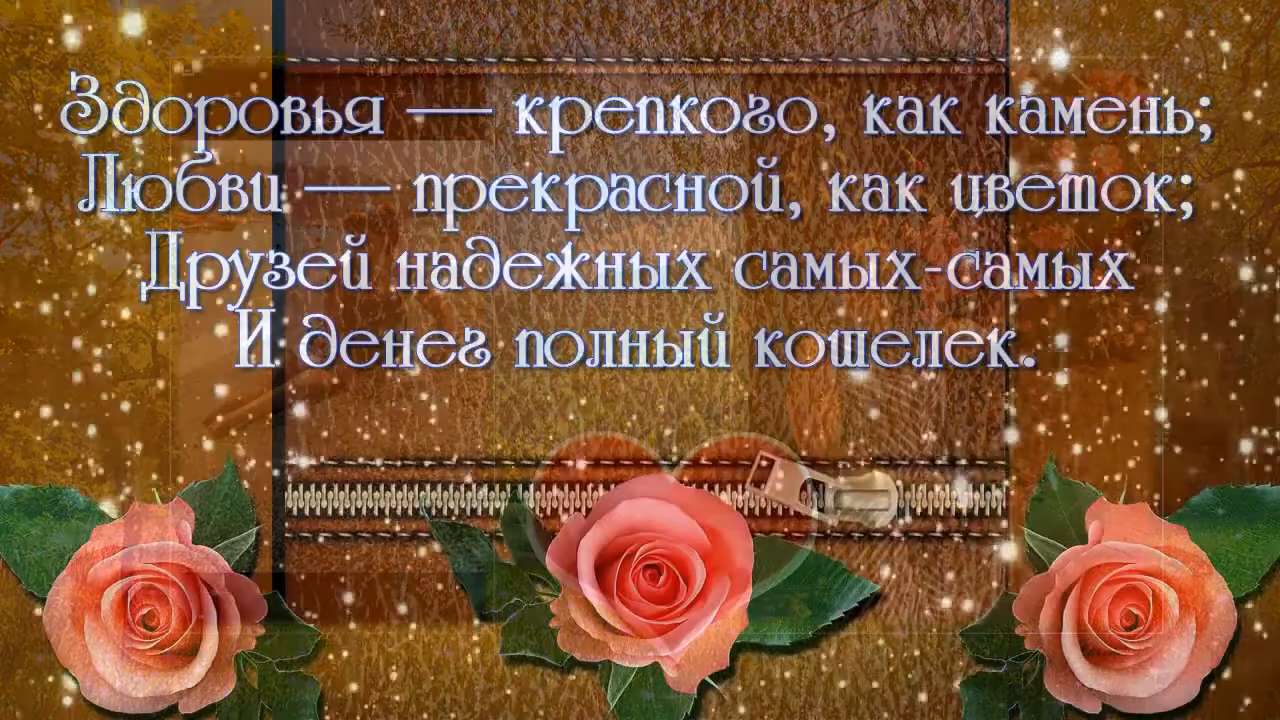 Здоровья — крепкого, как камень;
Любви — прекрасной, как цветок;
Друзей надежных самых-самых
И денег полный кошелек.